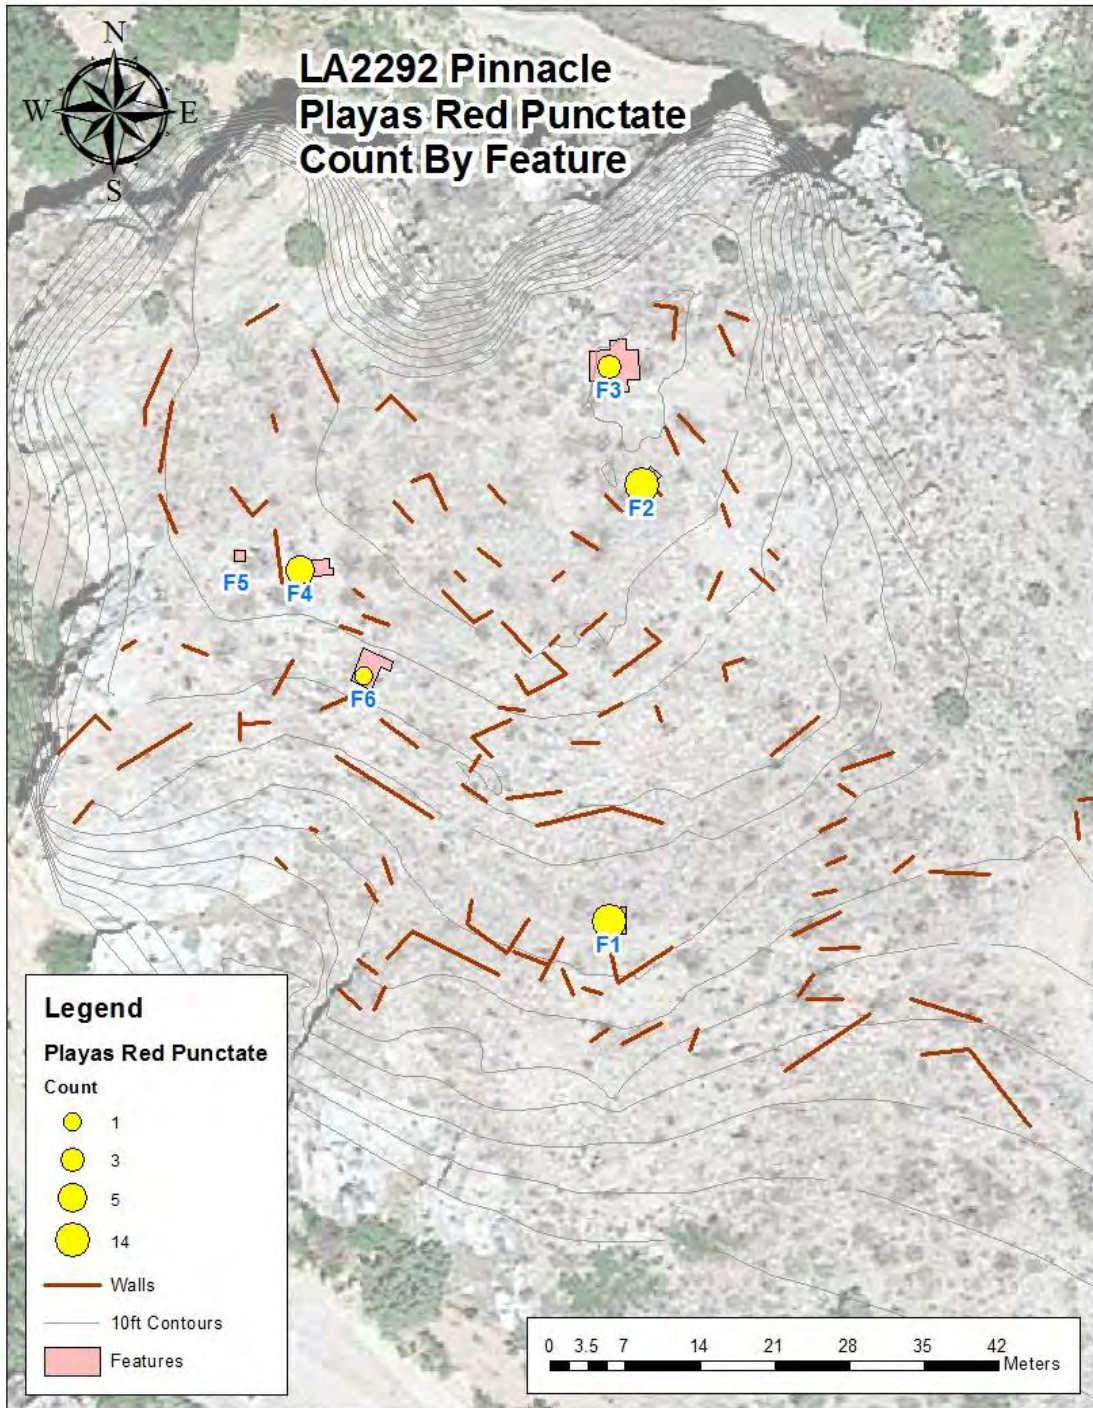 N
W E
S
LA2292 Pinnacle
Playas Red Punctate
Count By Feature
F3
F2
F5
F4
F6
F1
Legend
Playas Red Punctate
Count
1
3
5
14
Walls
10ft Contours
Features
0 3.5 7 14 21 28 35 42
Meters